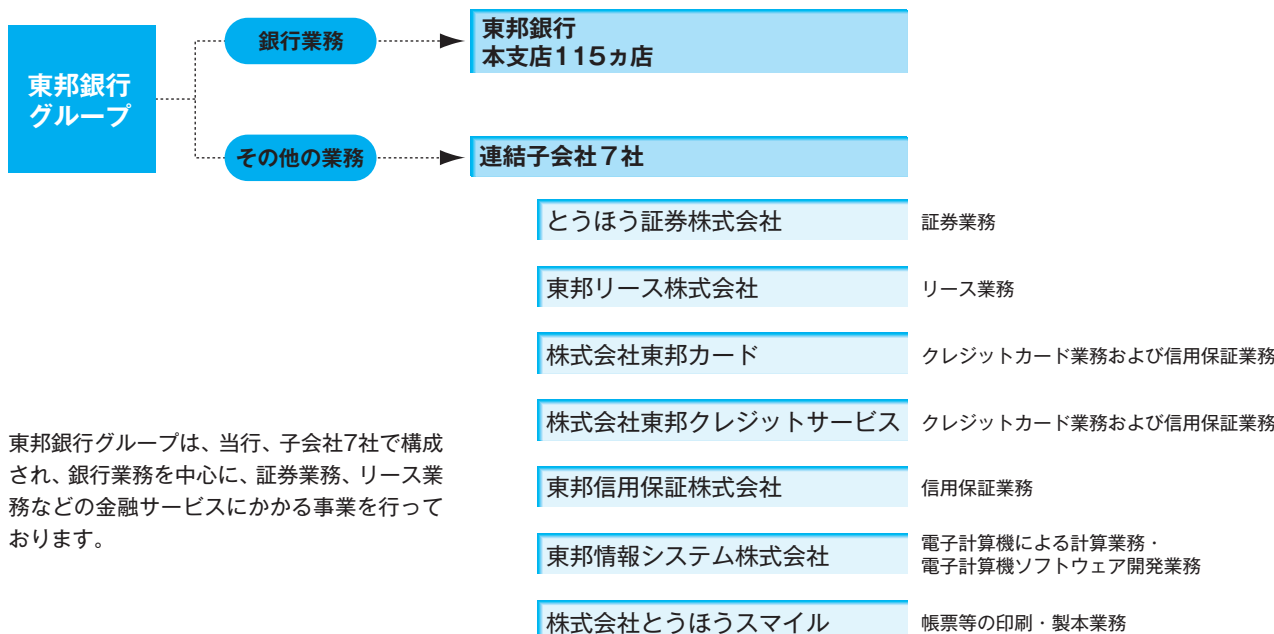 東邦銀行
グループ
銀行業務
東邦銀行
本支店115ヵ店
その他の業務
連結子会社7社
とうほう証券株式会社
証券業務
東邦リース株式会社
リース業務
株式会社東邦カード
クレジットカード業務および信用保証業務
株式会社東邦クレジットサービス
クレジットカード業務および信用保証業務
東邦信用保証株式会社
信用保証業務
東邦情報システム株式会社
電子計算機による計算業務・
電子計算機ソフトウェア開発業務
株式会社とうほうスマイル
帳票等の印刷・製本業務
東邦銀行グループは、当行、子会社7社で構成
され、銀行業務を中心に、証券業務、リース業
務などの金融サービスにかかる事業を行って
おります。